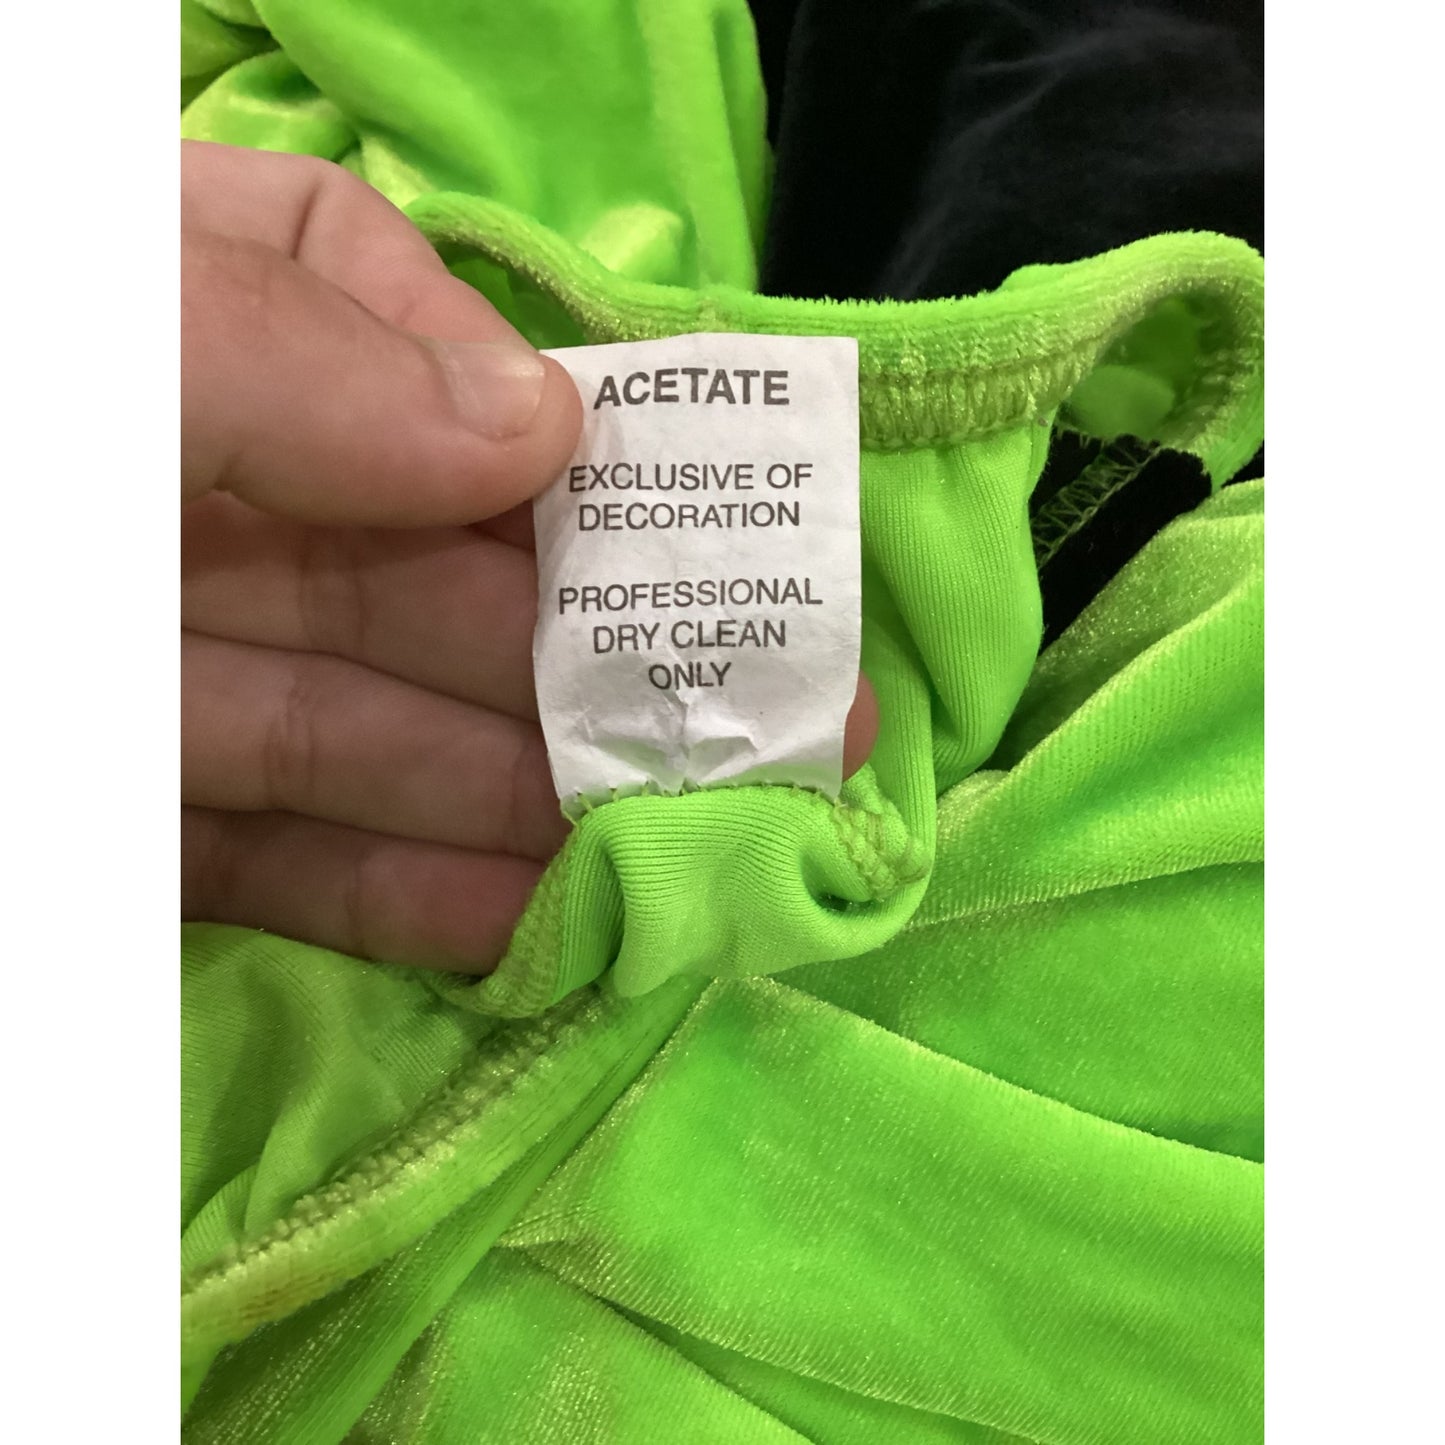 ACETATE
EXCLUSIVE OF
DECORATION
PROFESSIONAL
DRY CLEAN
ONLY